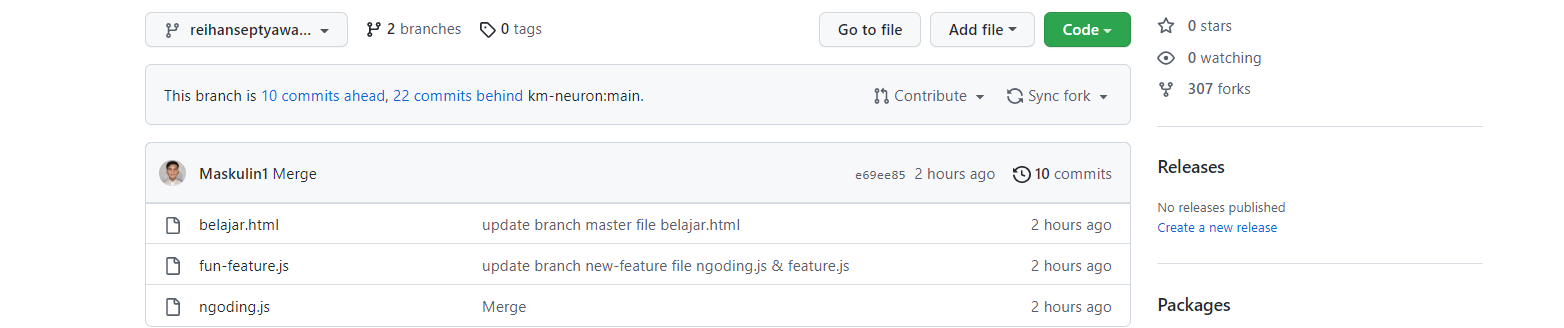 reihanseptyawa... 2 branches 0 tags Go to file Add file Code
This branch is 10 commits ahead, 22 commits behind km-neuron:main. Contribute Sync fork
Maskulin1 Merge e69ee85 2 hours ago 10 commits
belajar.html update branch master file belajar.html 2 hours ago
fun-feature.js update branch new-feature file ngoding.js & feature.js 2 hours ago
ngoding.js Merge 2 hours ago
0 stars
0 watching
307 forks
Releases
No releases published
Create a new release
Packages